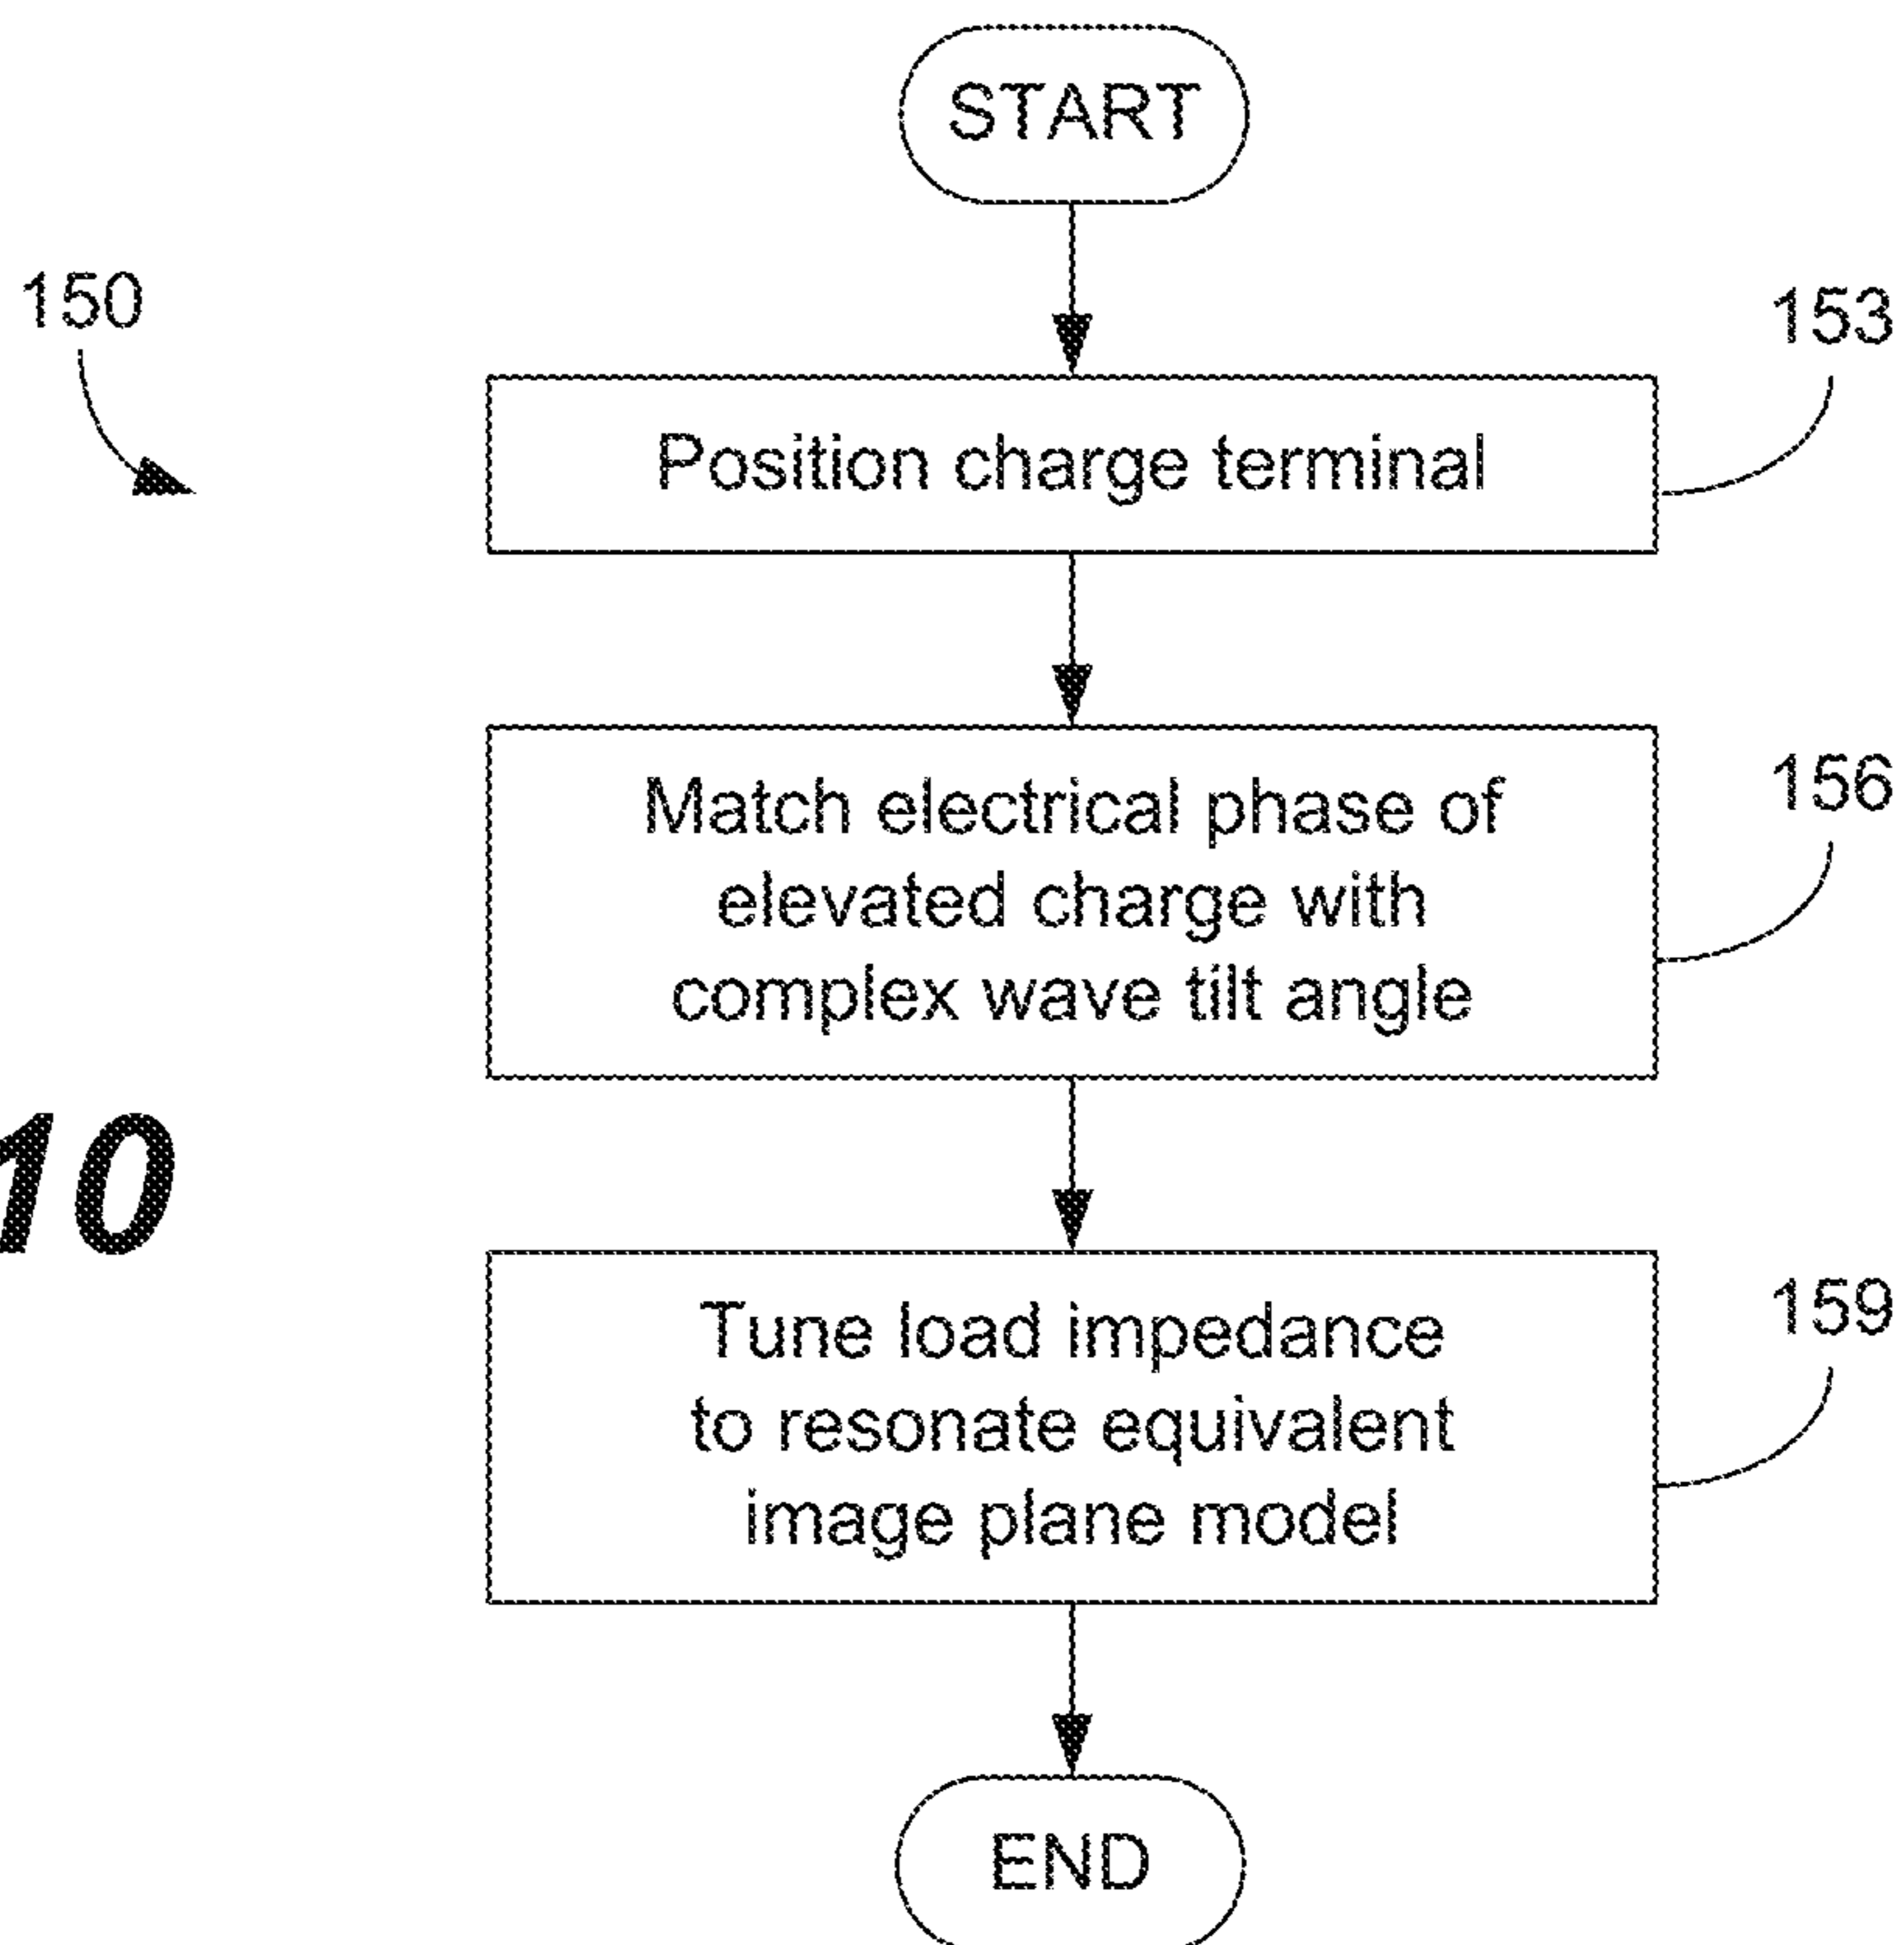 START
150
153
Position charge terminal
156
Match electrical phase of
elevated charge with
complex wave tilt angle
10
159
Tune load impedance
to resonate equivalent
image plane model
END